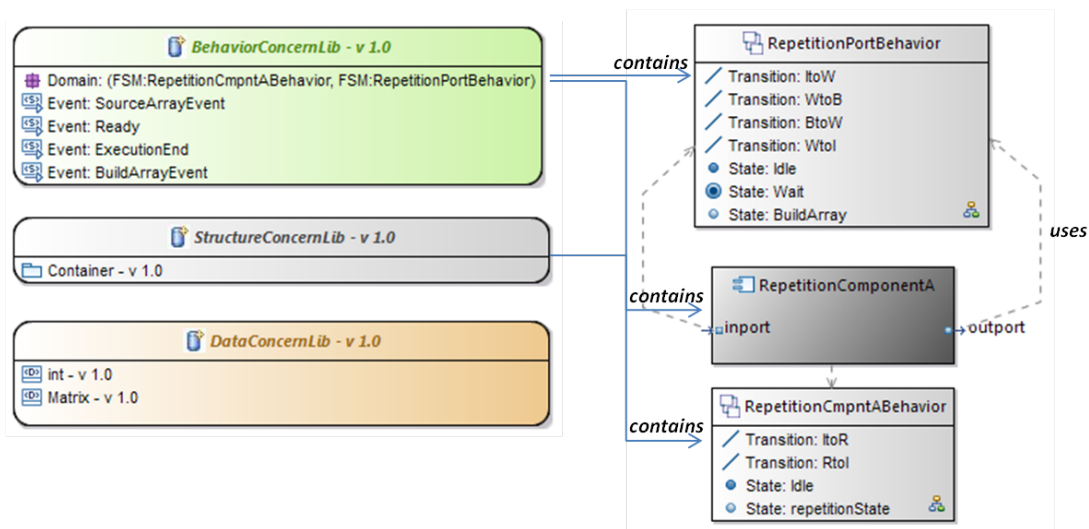 BehaviorConcernLib - v 1.0
Domain: (FSM:RepetitionCmpntABehavior, FSM:RepetitionPortBehavior)
Event: SourceArrayEvent
Event: Ready
Event: ExecutionEnd
Event: BuildArrayEvent
StructureConcernLib - v 1.0
Container - v 1.0
DataConcernLib - v 1.0
int - v 1.0
Matrix - v 1.0
contains
RepetitionPortBehavior
Transition: ItoW
Transition: WtoB
Transition: BtoW
Transition: WtoI
State: Idle
State: Wait
State: BuildArray
uses
contains
RepetitionComponentA
inport
outport
contains
RepetitionCmpntABehavior
Transition: ItoR
Transition: RtoI
State: Idle
State: repetitionState